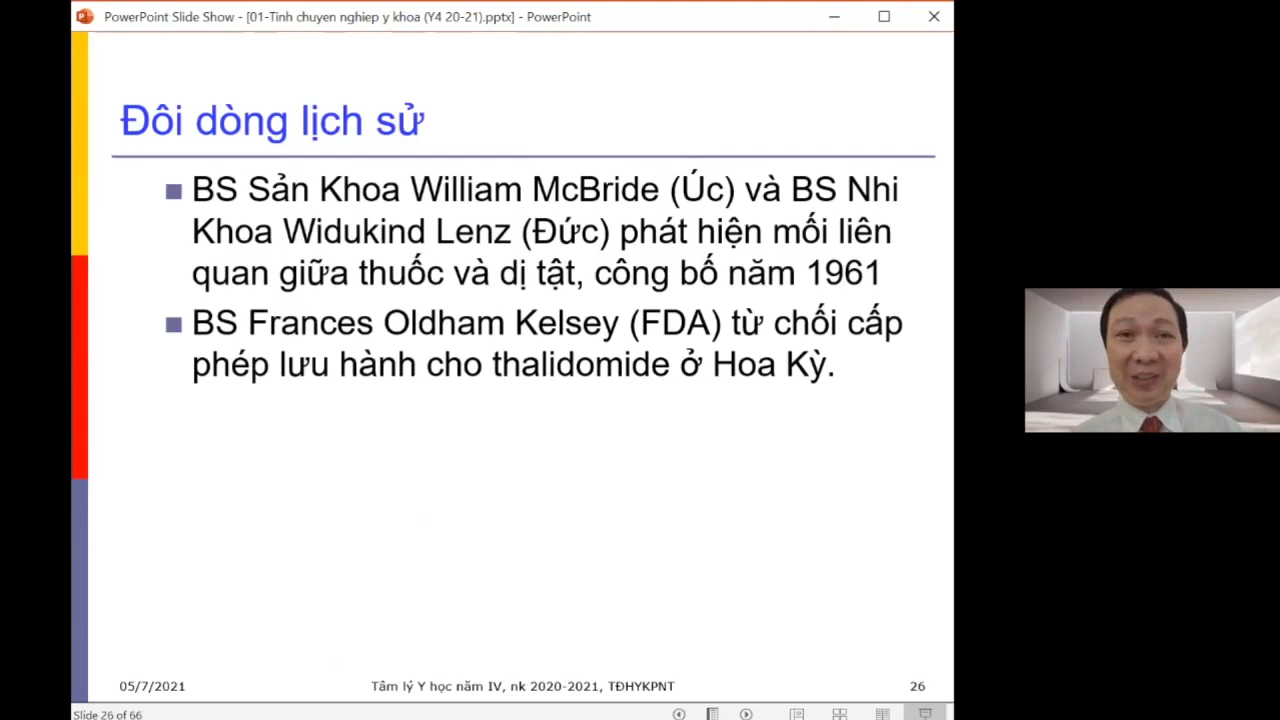 PowerPoint Slide Show - [01-Tinh chuyen nghiep y khoa (Y4 20-21).pptx] - PowerPoint
Đôi dòng lịch sử
BS Sản Khoa William McBride (Úc) và BS Nhi
Khoa Widukind Lenz (Đức) phát hiện mối liên
quan giữa thuốc và dị tật, công bố năm 1961
BS Frances Oldham Kelsey (FDA) từ chối cấp
phép lưu hành cho thalidomide ở Hoa Kỳ.
05/7/2021 Tâm lý Y học năm IV, nk 2020-2021, TĐHYKPNT 26
Slide 26 of 66